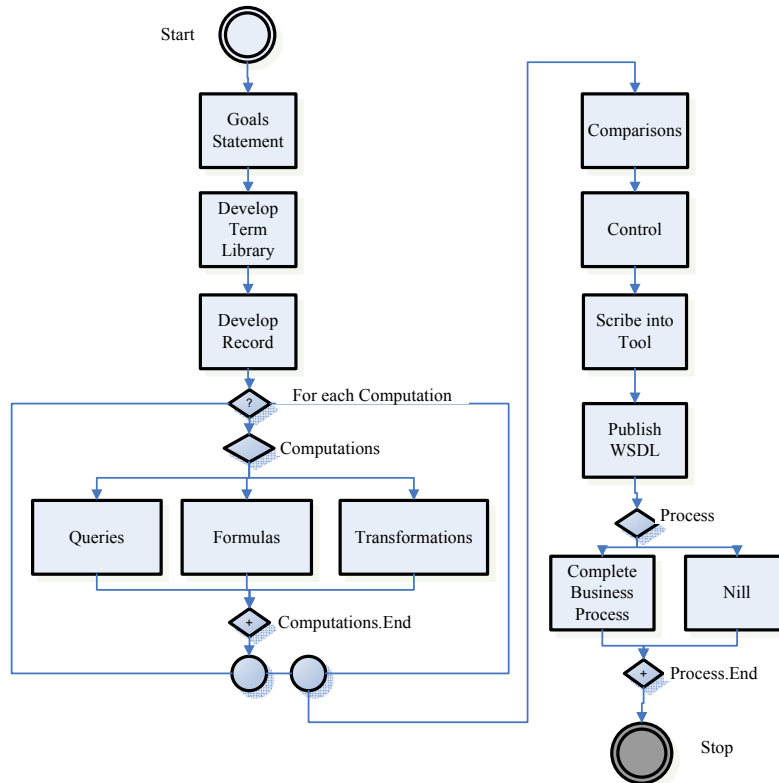 Start
Goals
Statement
Develop
Term
Library
Develop
Record
?
For each Computation
Computations
Queries
Formulas
Transformations
+
Computations.End
Comparisons
Control
Scribe into
Tool
Publish
WSDL
Process
Complete
Business
Process
Nill
+
Process.End
Stop